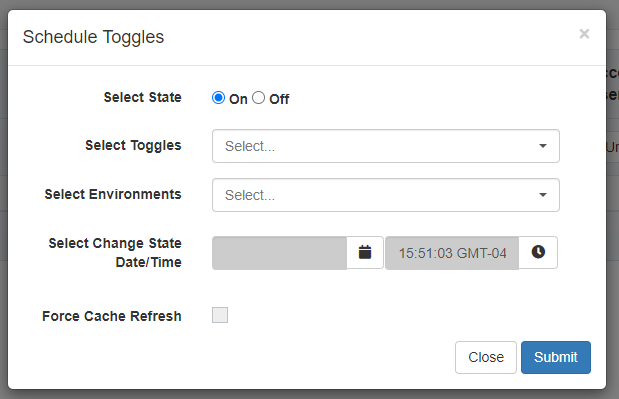 Schedule Toggles ×
Select State On Off
Select Toggles Select...
Select Environments Select...
Select Change State
Date/Time 15:51:03 GMT-04
Force Cache Refresh
Close Submit